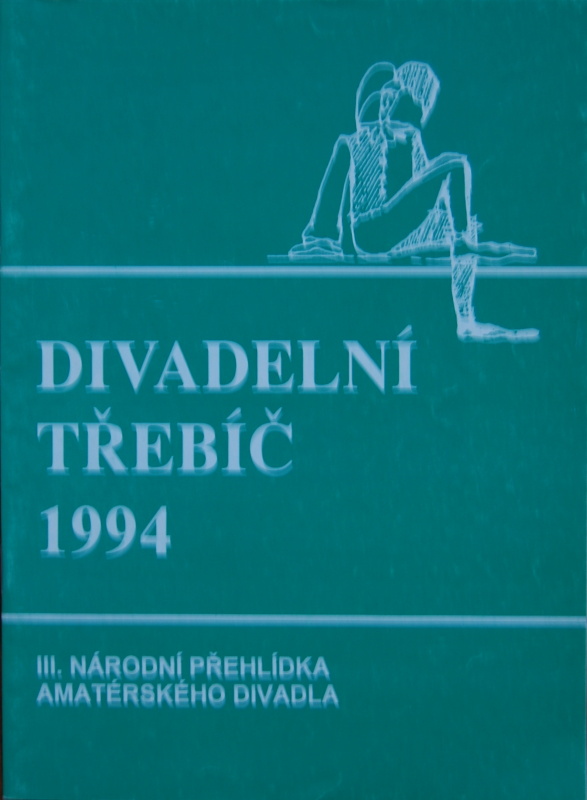 DIVADELNÍ
TŘEBÍČ
1994
III. NÁRODNÍ PŘEHLÍDKA
AMATÉRSKÉHO DIVADLA